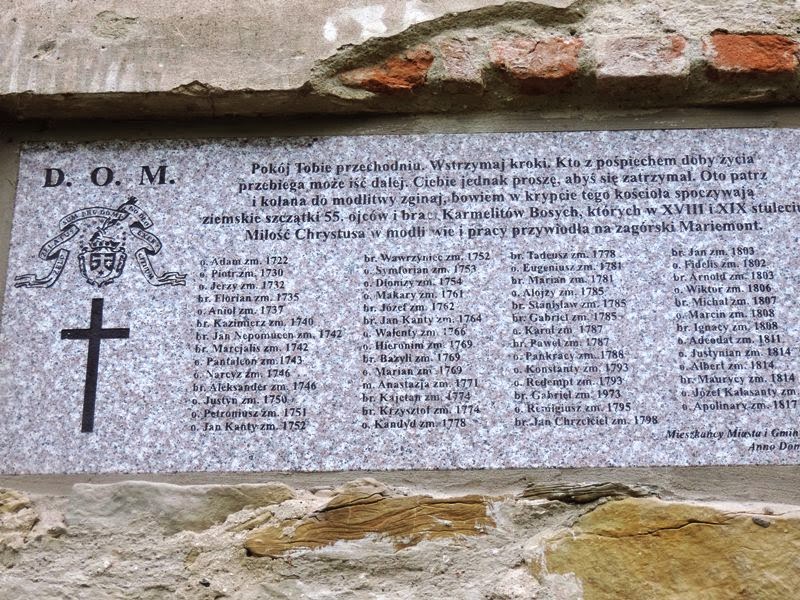 D. O. M.
Pokój Tobie przechodniu. Wstrzymaj kroki. Kto z pośpiechem doby życia
przebiega może iść dalej. Ciebie jednak proszę, abyś się zatrzymał. Oto patrz
i kolana do modlitwy zginaj, bowiem w krypcie tego kościoła spoczywają
ziemskie szczątki 55. ojców i braci Karmelitów Bosych, których w XVIII i XIX stuleciu
Miłość Chrystusa w modlitwie i pracy przywiodła na zagórski Mariemont.
o. Adam zm. 1722
o. Piotr zm. 1730
o. Jerzy zm. 1732
br. Florian zm. 1735
o. Anioł zm. 1737
br. Kazimierz zm. 1740
br. Jan Nepomucen zm. 1742
br. Marcjalis zm. 1742
o. Pantaleon zm. 1743
o. Narcyz zm. 1746
br. Aleksander zm. 1746
o. Justyn zm. 1750
o. Petroniusz zm. 1751
o. Jan Kanty zm. 1752
br. Wawrzyniec zm. 1752
o. Symforian zm. 1753
o. Dionizy zm. 1754
o. Makary zm. 1761
br. Józef zm. 1762
br. Jan Kanty zm. 1764
o. Walenty zm. 1766
o. Hieronim zm. 1769
br. Bazyli zm. 1769
o. Marian zm. 1769
m. Anastazja zm. 1771
br. Kajetan zm. 1774
br. Krzysztof zm. 1774
o. Kandyd zm. 1778
br. Tadeusz zm. 1778
o. Eugeniusz zm. 1781
br. Marian zm. 1781
o. Alojzy zm. 1785
br. Stanisław zm. 1785
br. Gabriel zm. 1785
o. Karol zm. 1787
br. Paweł zm. 1787
o. Pankracy zm. 1788
o. Konstanty zm. 1793
o. Redempt zm. 1793
br. Gabriel zm. 1973
o. Remigiusz zm. 1795
br. Jan Chrzciciel zm. 1798
br. Jan zm. 1803
o. Fidelis zm. 1802
br. Arnold zm. 1803
o. Wiktor zm. 1806
br. Michał zm. 1807
o. Marcin zm. 1808
br. Ignacy zm. 1808
o. Adeodat zm. 1811
o. Justynian zm. 1814
o. Albert zm. 1814
br. Maurycy zm. 1814
o. Józef Kalasanty zm.
o. Apolinary zm. 1817
Mieszkańcy Miasta i Gmin
Anno Dom